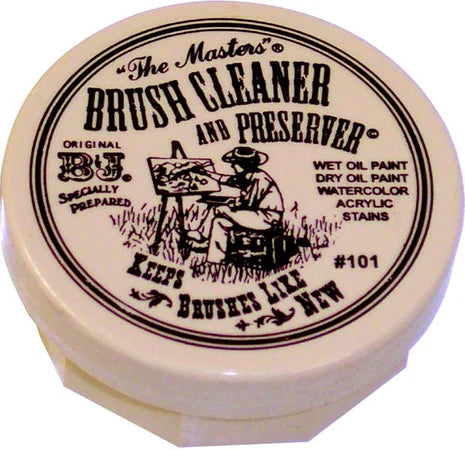 "The Masters"®
BRUSH CLEANER
AND PRESERVER©
ORIGINAL
B&J®
SPECIALLY
PREPARED
WET OIL PAINT
DRY OIL PAINT
WATERCOLOR
ACRYLIC
STAINS
#101
KEEPS
BRUSHES LIKE
NEW